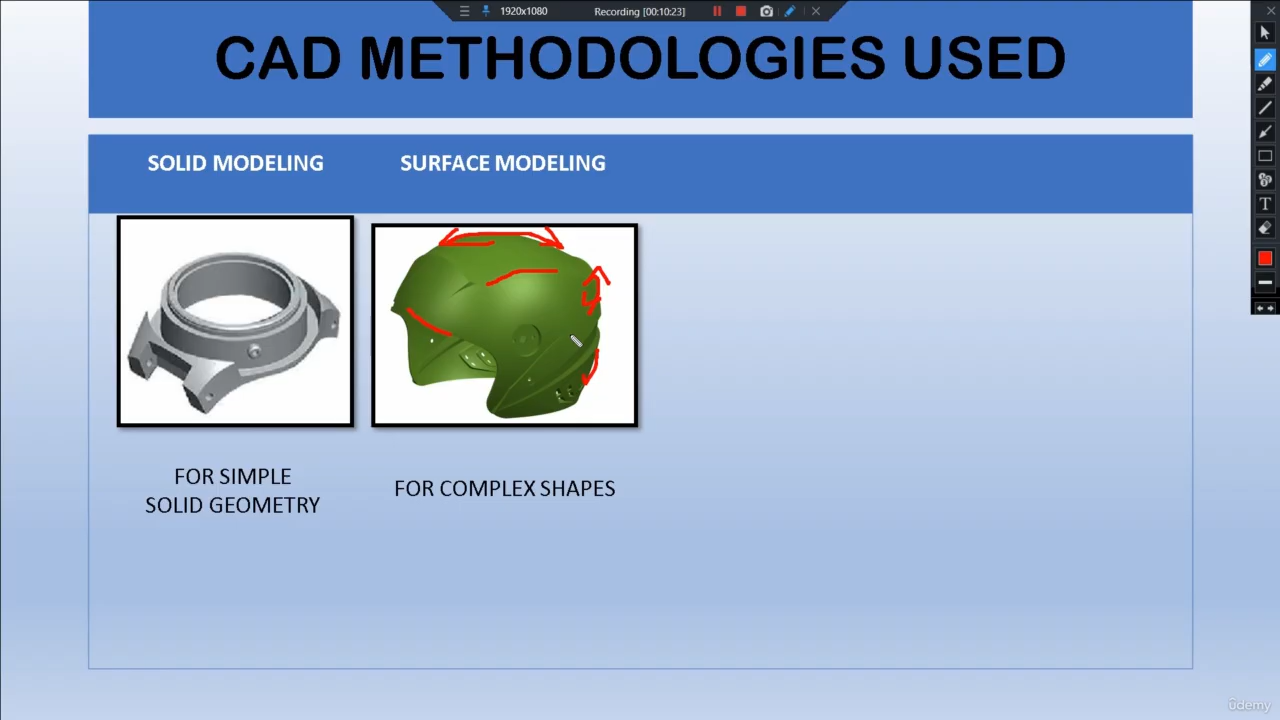 1920x1080
Recording [00:10:23]
CAD METHODOLOGIES USED
SOLID MODELING
SURFACE MODELING
FOR SIMPLE
SOLID GEOMETRY
FOR COMPLEX SHAPES
T
ûdemy